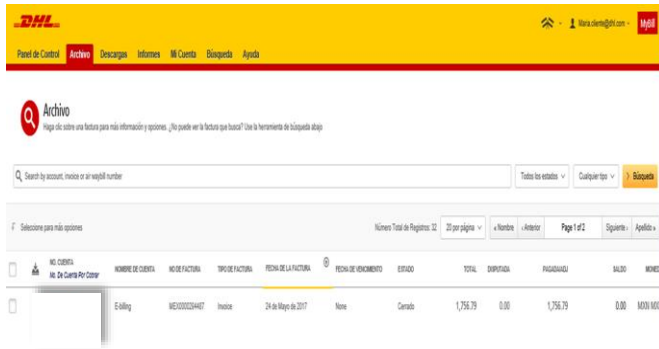 DHL
Maria.cliente@dhl.com
MyBill
Panel de Control Archivo Descargas Informes Mi Cuenta Búsqueda Ayuda
Archivo
Haga clic sobre una factura para más información y opciones. ¿No puede ver la factura que busca? Use la herramienta de búsqueda abajo
Search by account, invoice or air waybill number Todos los estados Cualquier tipo Búsqueda
Seleccione para más opciones Número Total de Registros: 32 20 por página « Nombre ‹ Anterior Page 1 of 2 Siguiente › Apellido »
NO. CUENTA
No. De Cuenta Por Cobrar NOMBRE DE CUENTA NO DE FACTURA TIPO DE FACTURA FECHA DE LA FACTURA FECHA DE VENCIMIENTO ESTADO TOTAL DISPUTADA PAGADA/ADJ SALDO MONED
E-billing MEX0000294487 Invoice 24 de Mayo de 2017 None Cerrado 1,756.79 0.00 1,756.79 0.00 MXN MXN